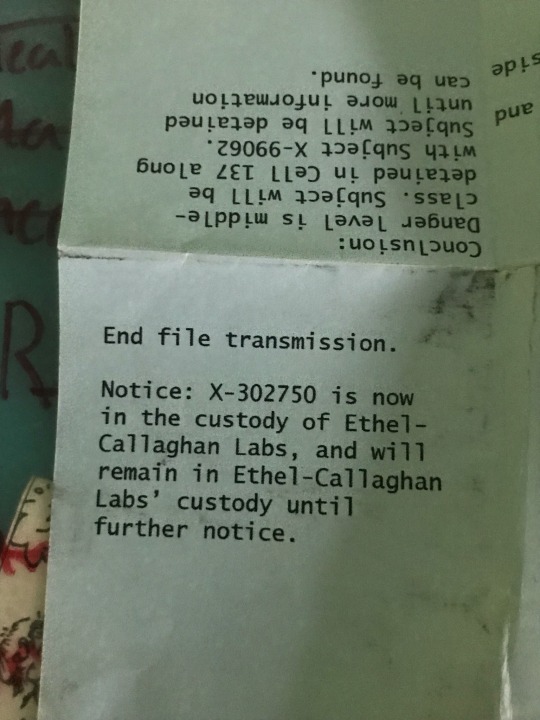 Conclusion:
Danger level is middle-
class. Subject will be
detained in Cell 137 along
with Subject X-99062.
Subject will be detained
until more information
can be found.
and
side
End file transmission.
Notice: X-302750 is now
in the custody of Ethel-
Callaghan Labs, and will
remain in Ethel-Callaghan
Labs’ custody until
further notice.
R